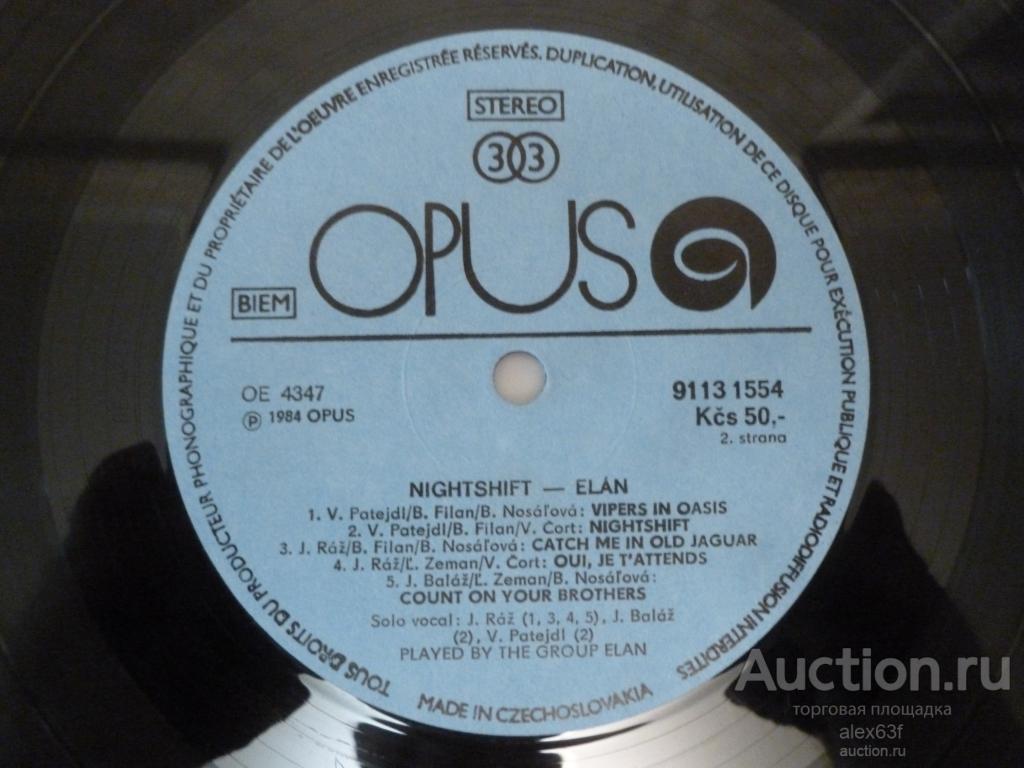 TOUS DROITS DU PRODUCTEUR PHONOGRAPHIQUE ET DU PROPRIÉTAIRE DE L'OEUVRE ENREGISTRÉE RÉSERVÉS. DUPLICATION, UTILISATION DE CE DISQUE POUR EXÉCUTION PUBLIQUE ET RADIODIFFUSION INTERDITES
STEREO
33
OPUS
BIEM
OE 4347
℗ 1984 OPUS
9113 1554
Kčs 50,-
2. strana
NIGHTSHIFT — ELÁN
1. V. Patejdl/B. Filan/B. Nosáľová: VIPERS IN OASIS
2. V. Patejdl/B. Filan/V. Čort: NIGHTSHIFT
3. J. Ráž/B. Filan/B. Nosáľová: CATCH ME IN OLD JAGUAR
4. J. Ráž/Ľ. Zeman/V. Čort: OUI, JE T'ATTENDS
5. J. Baláž/Ľ. Zeman/B. Nosáľová:
COUNT ON YOUR BROTHERS
Solo vocal: J. Ráž (1, 3, 4, 5), J. Baláž
(2), V. Patejdl (2)
PLAYED BY THE GROUP ELAN
MADE IN CZECHOSLOVAKIA
Auction.ru
торговая площадка
alex63f
auction.ru